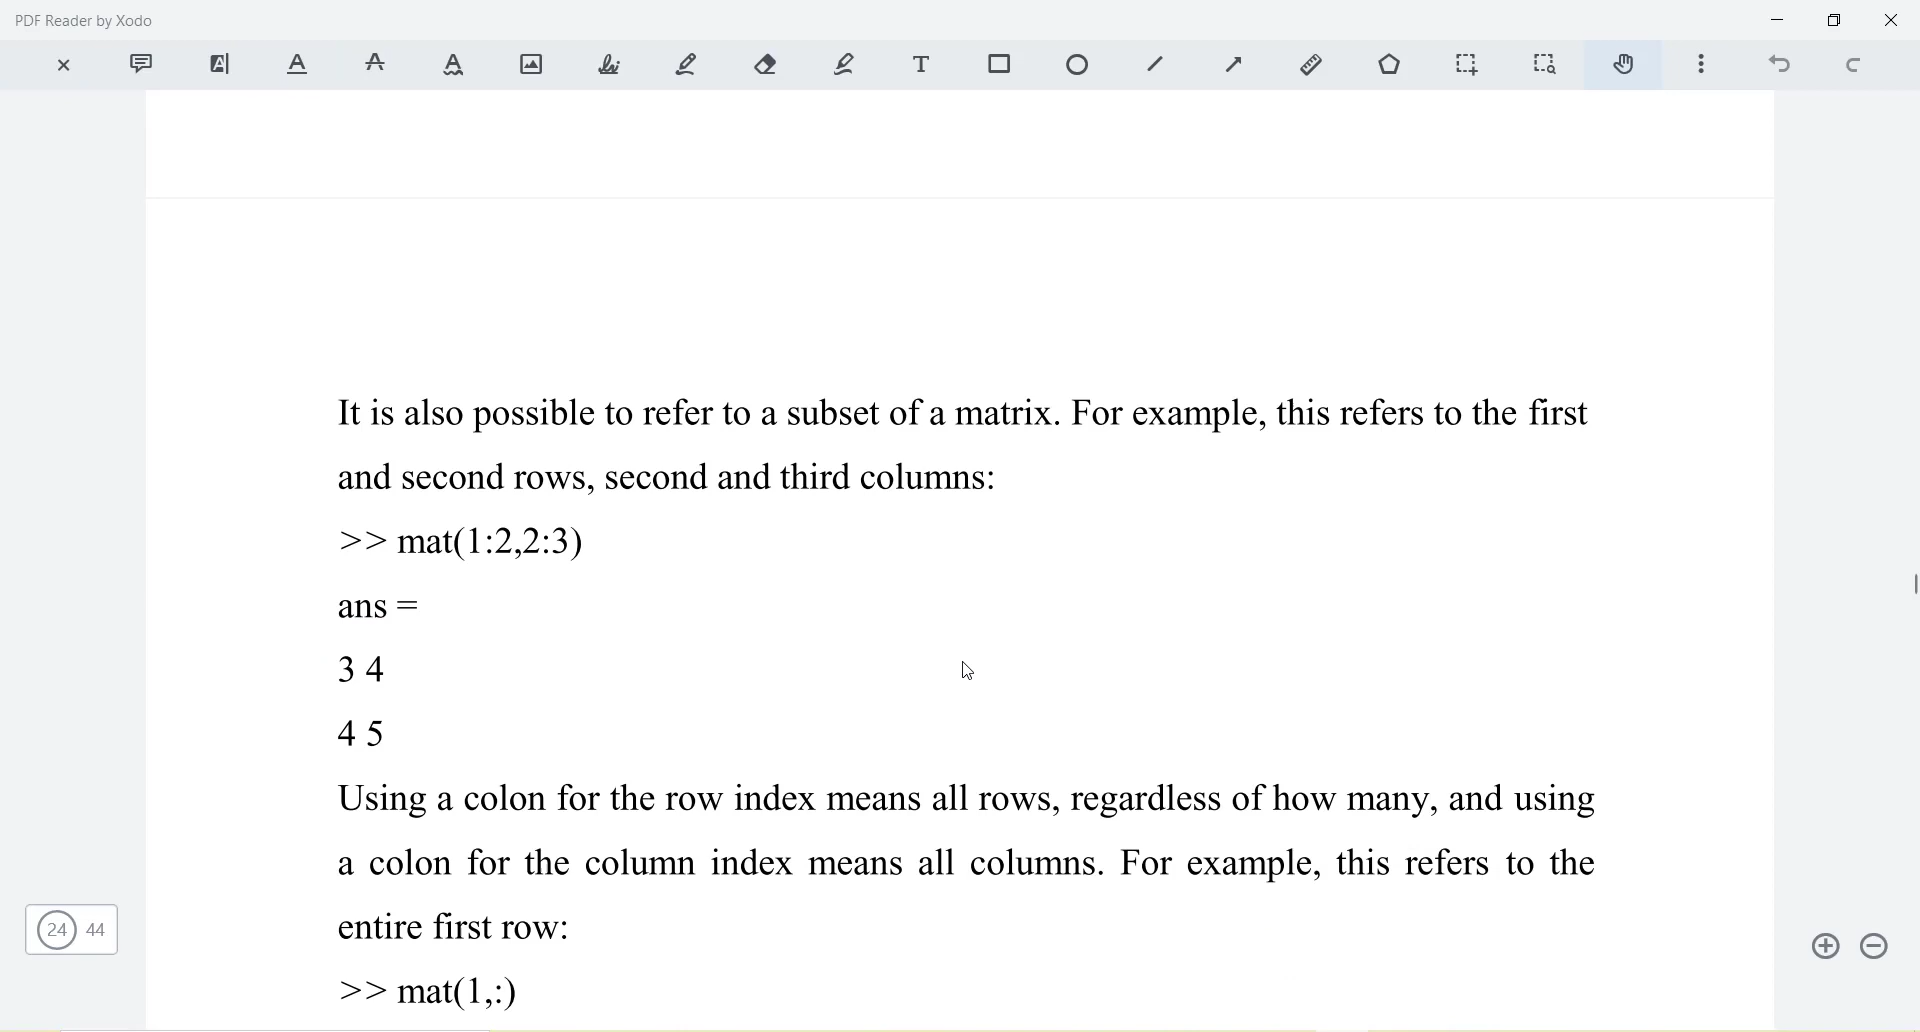 PDF Reader by Xodo
It is also possible to refer to a subset of a matrix. For example, this refers to the first
and second rows, second and third columns:
>> mat(1:2,2:3)
ans =
3 4
4 5
Using a colon for the row index means all rows, regardless of how many, and using
a colon for the column index means all columns. For example, this refers to the
entire first row:
>> mat(1,:)
24 44